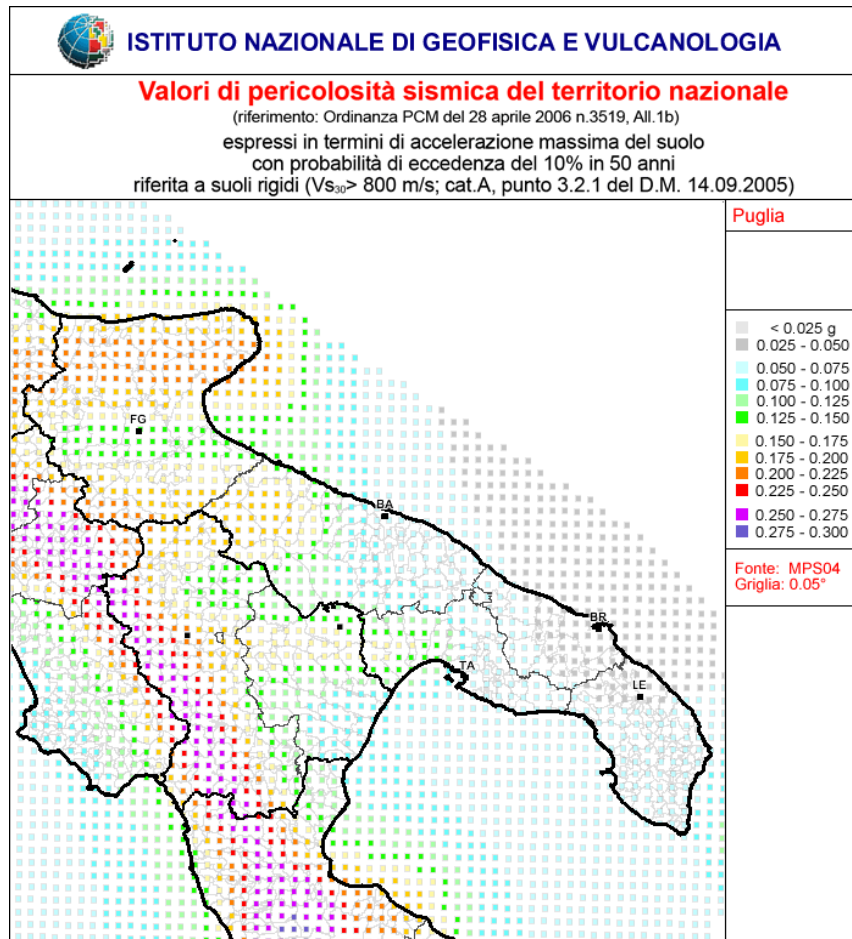 ISTITUTO NAZIONALE DI GEOFISICA E VULCANOLOGIA
Valori di pericolosità sismica del territorio nazionale
(riferimento: Ordinanza PCM del 28 aprile 2006 n.3519, All.1b)
espressi in termini di accelerazione massima del suolo
con probabilità di eccedenza del 10% in 50 anni
riferita a suoli rigidi (Vs₃₀> 800 m/s; cat.A, punto 3.2.1 del D.M. 14.09.2005)
Puglia
< 0.025 g
0.025 - 0.050
0.050 - 0.075
0.075 - 0.100
0.100 - 0.125
0.125 - 0.150
0.150 - 0.175
0.175 - 0.200
0.200 - 0.225
0.225 - 0.250
0.250 - 0.275
0.275 - 0.300
Fonte: MPS04
Griglia: 0.05°
FG
BA
BR
TA
LE